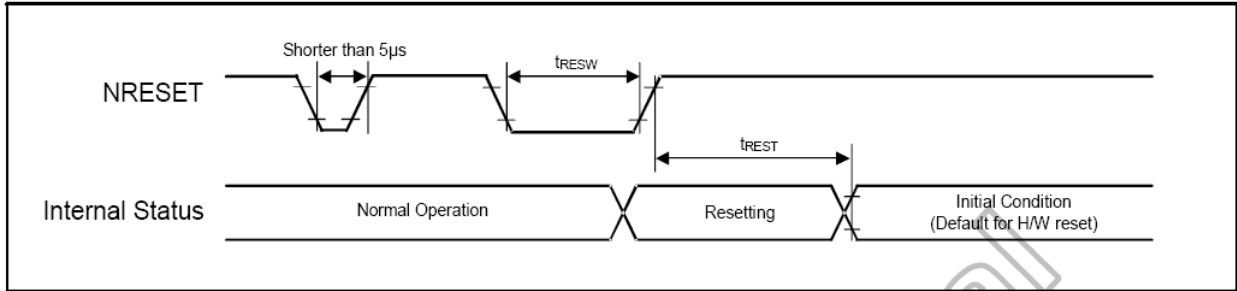 Shorter than 5µs
tRESW
NRESET
tREST
Internal Status
Normal Operation
Resetting
Initial Condition
(Default for H/W reset)